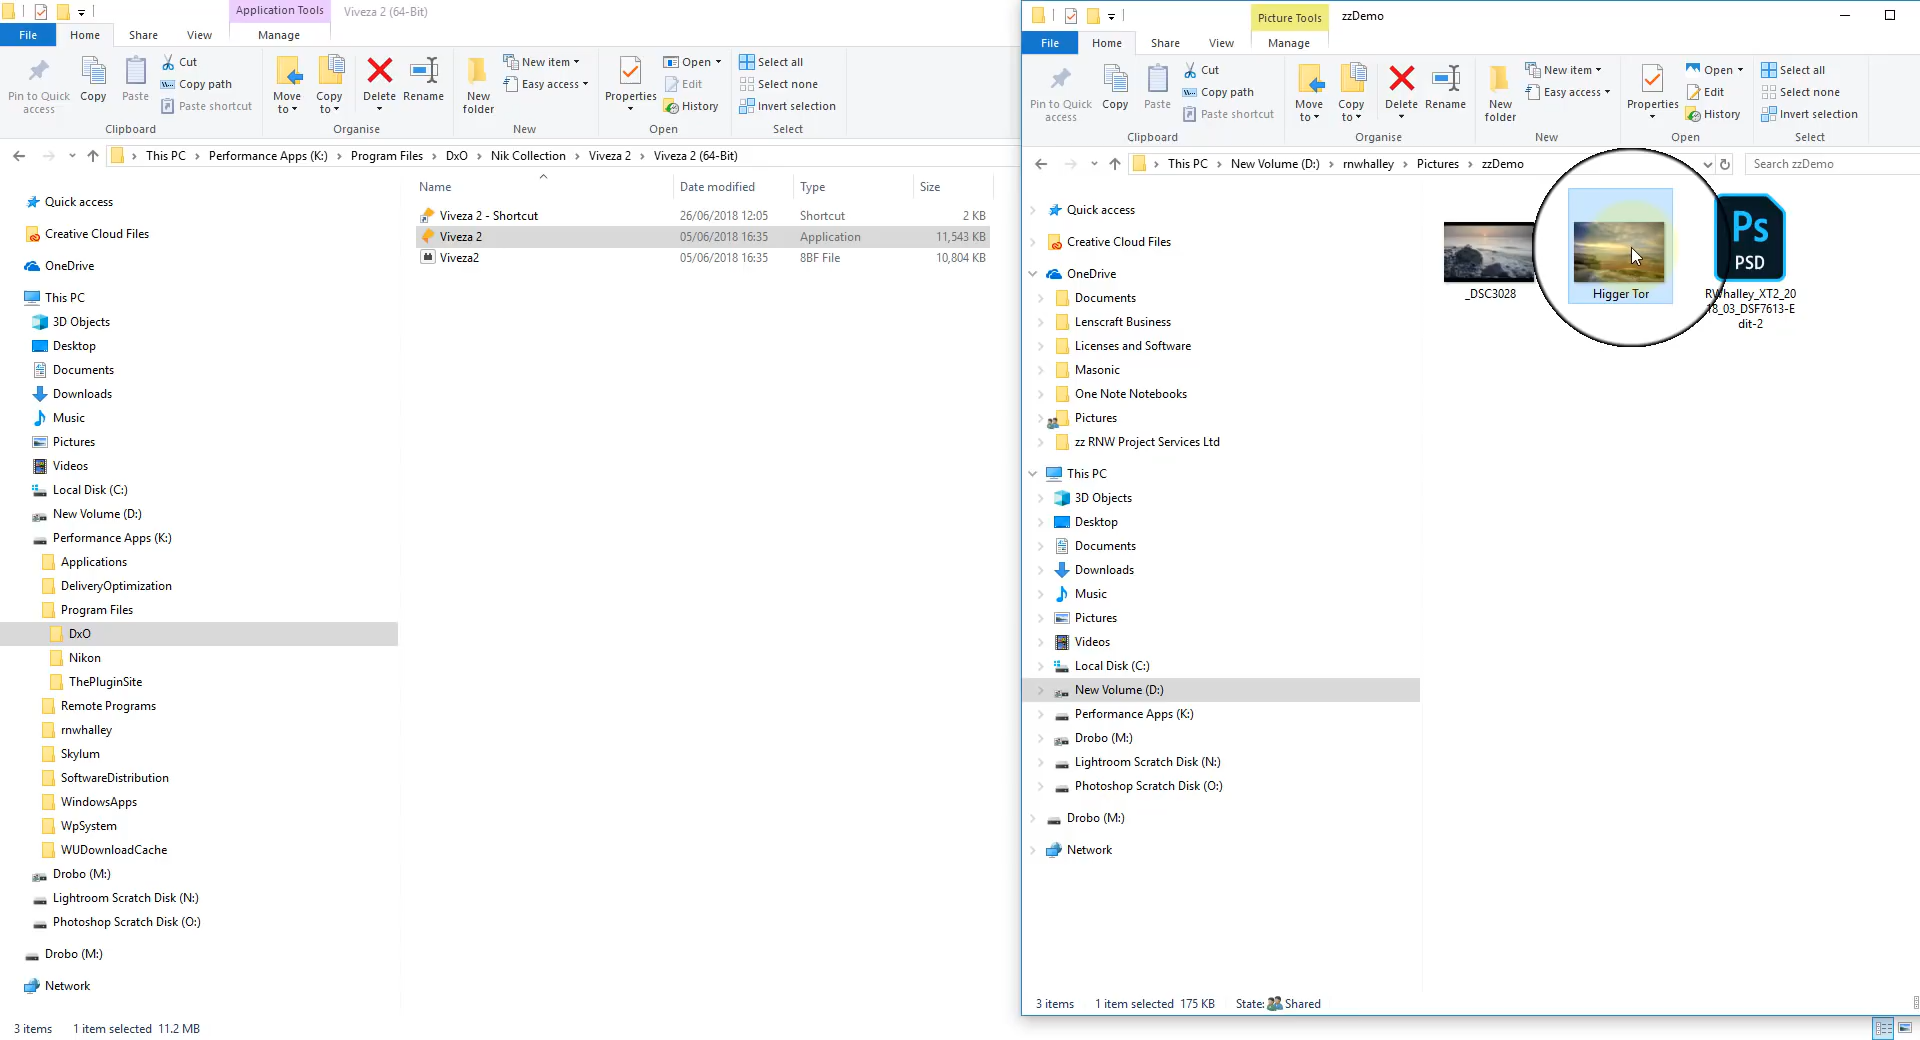 Application Tools
Viveza 2 (64-Bit)
File
Home
Share
View
Manage
Pin to Quick
access
Copy
Paste
Cut
Copy path
Paste shortcut
Clipboard
Move
to
Copy
to
Delete
Rename
Organise
New
folder
New item
Easy access
New
Properties
Open
Edit
History
Open
Select all
Select none
Invert selection
Select
This PC
Performance Apps (K:)
Program Files
DxO
Nik Collection
Viveza 2
Viveza 2 (64-Bit)
Name
Date modified
Type
Size
Viveza 2 - Shortcut 26/06/2018 12:05 Shortcut 2 KB
Viveza 2 05/06/2018 16:35 Application 11,543 KB
Viveza2 05/06/2018 16:35 8BF File 10,804 KB
Quick access
Creative Cloud Files
OneDrive
This PC
3D Objects
Desktop
Documents
Downloads
Music
Pictures
Videos
Local Disk (C:)
New Volume (D:)
Performance Apps (K:)
Applications
DeliveryOptimization
Program Files
DxO
Nikon
ThePluginSite
Remote Programs
rnwhalley
Skylum
SoftwareDistribution
WindowsApps
WpSystem
WUDownloadCache
Drobo (M:)
Lightroom Scratch Disk (N:)
Photoshop Scratch Disk (O:)
Drobo (M:)
Network
3 items 1 item selected 11.2 MB
Picture Tools
zzDemo
File
Home
Share
View
Manage
Pin to Quick
access
Copy
Paste
Cut
Copy path
Paste shortcut
Clipboard
Move
to
Copy
to
Delete
Rename
Organise
New
folder
New item
Easy access
New
Properties
Open
Edit
History
Open
Select all
Select none
Invert selection
Select
This PC
New Volume (D:)
rnwhalley
Pictures
zzDemo
Search zzDemo
Quick access
Creative Cloud Files
OneDrive
Documents
Lenscraft Business
Licenses and Software
Masonic
One Note Notebooks
Pictures
zz RNW Project Services Ltd
This PC
3D Objects
Desktop
Documents
Downloads
Music
Pictures
Videos
Local Disk (C:)
New Volume (D:)
Performance Apps (K:)
Drobo (M:)
Lightroom Scratch Disk (N:)
Photoshop Scratch Disk (O:)
Drobo (M:)
Network
_DSC3028
Higger Tor
Ps
PSD
RWhalley_XT2_20
18_03_DSF7613-E
dit-2
3 items 1 item selected 175 KB State: Shared